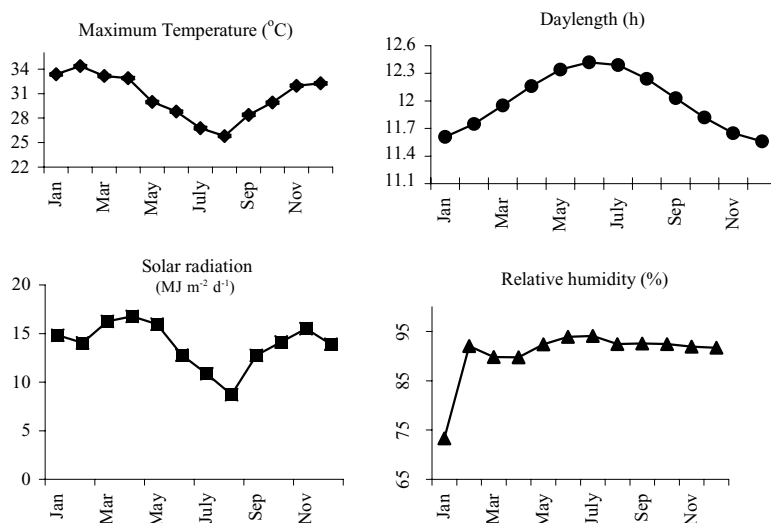 Maximum Temperature (°C)
34
31
28
25
22
Jan
Mar
May
July
Sep
Nov
Daylength (h)
12.6
12.3
12
11.7
11.4
11.1
Jan
Mar
May
July
Sep
Nov
Solar radiation
(MJ m⁻² d⁻¹)
20
15
10
5
0
Jan
Mar
May
July
Sep
Nov
Relative humidity (%)
95
85
75
65
Jan
Mar
May
July
Sep
Nov